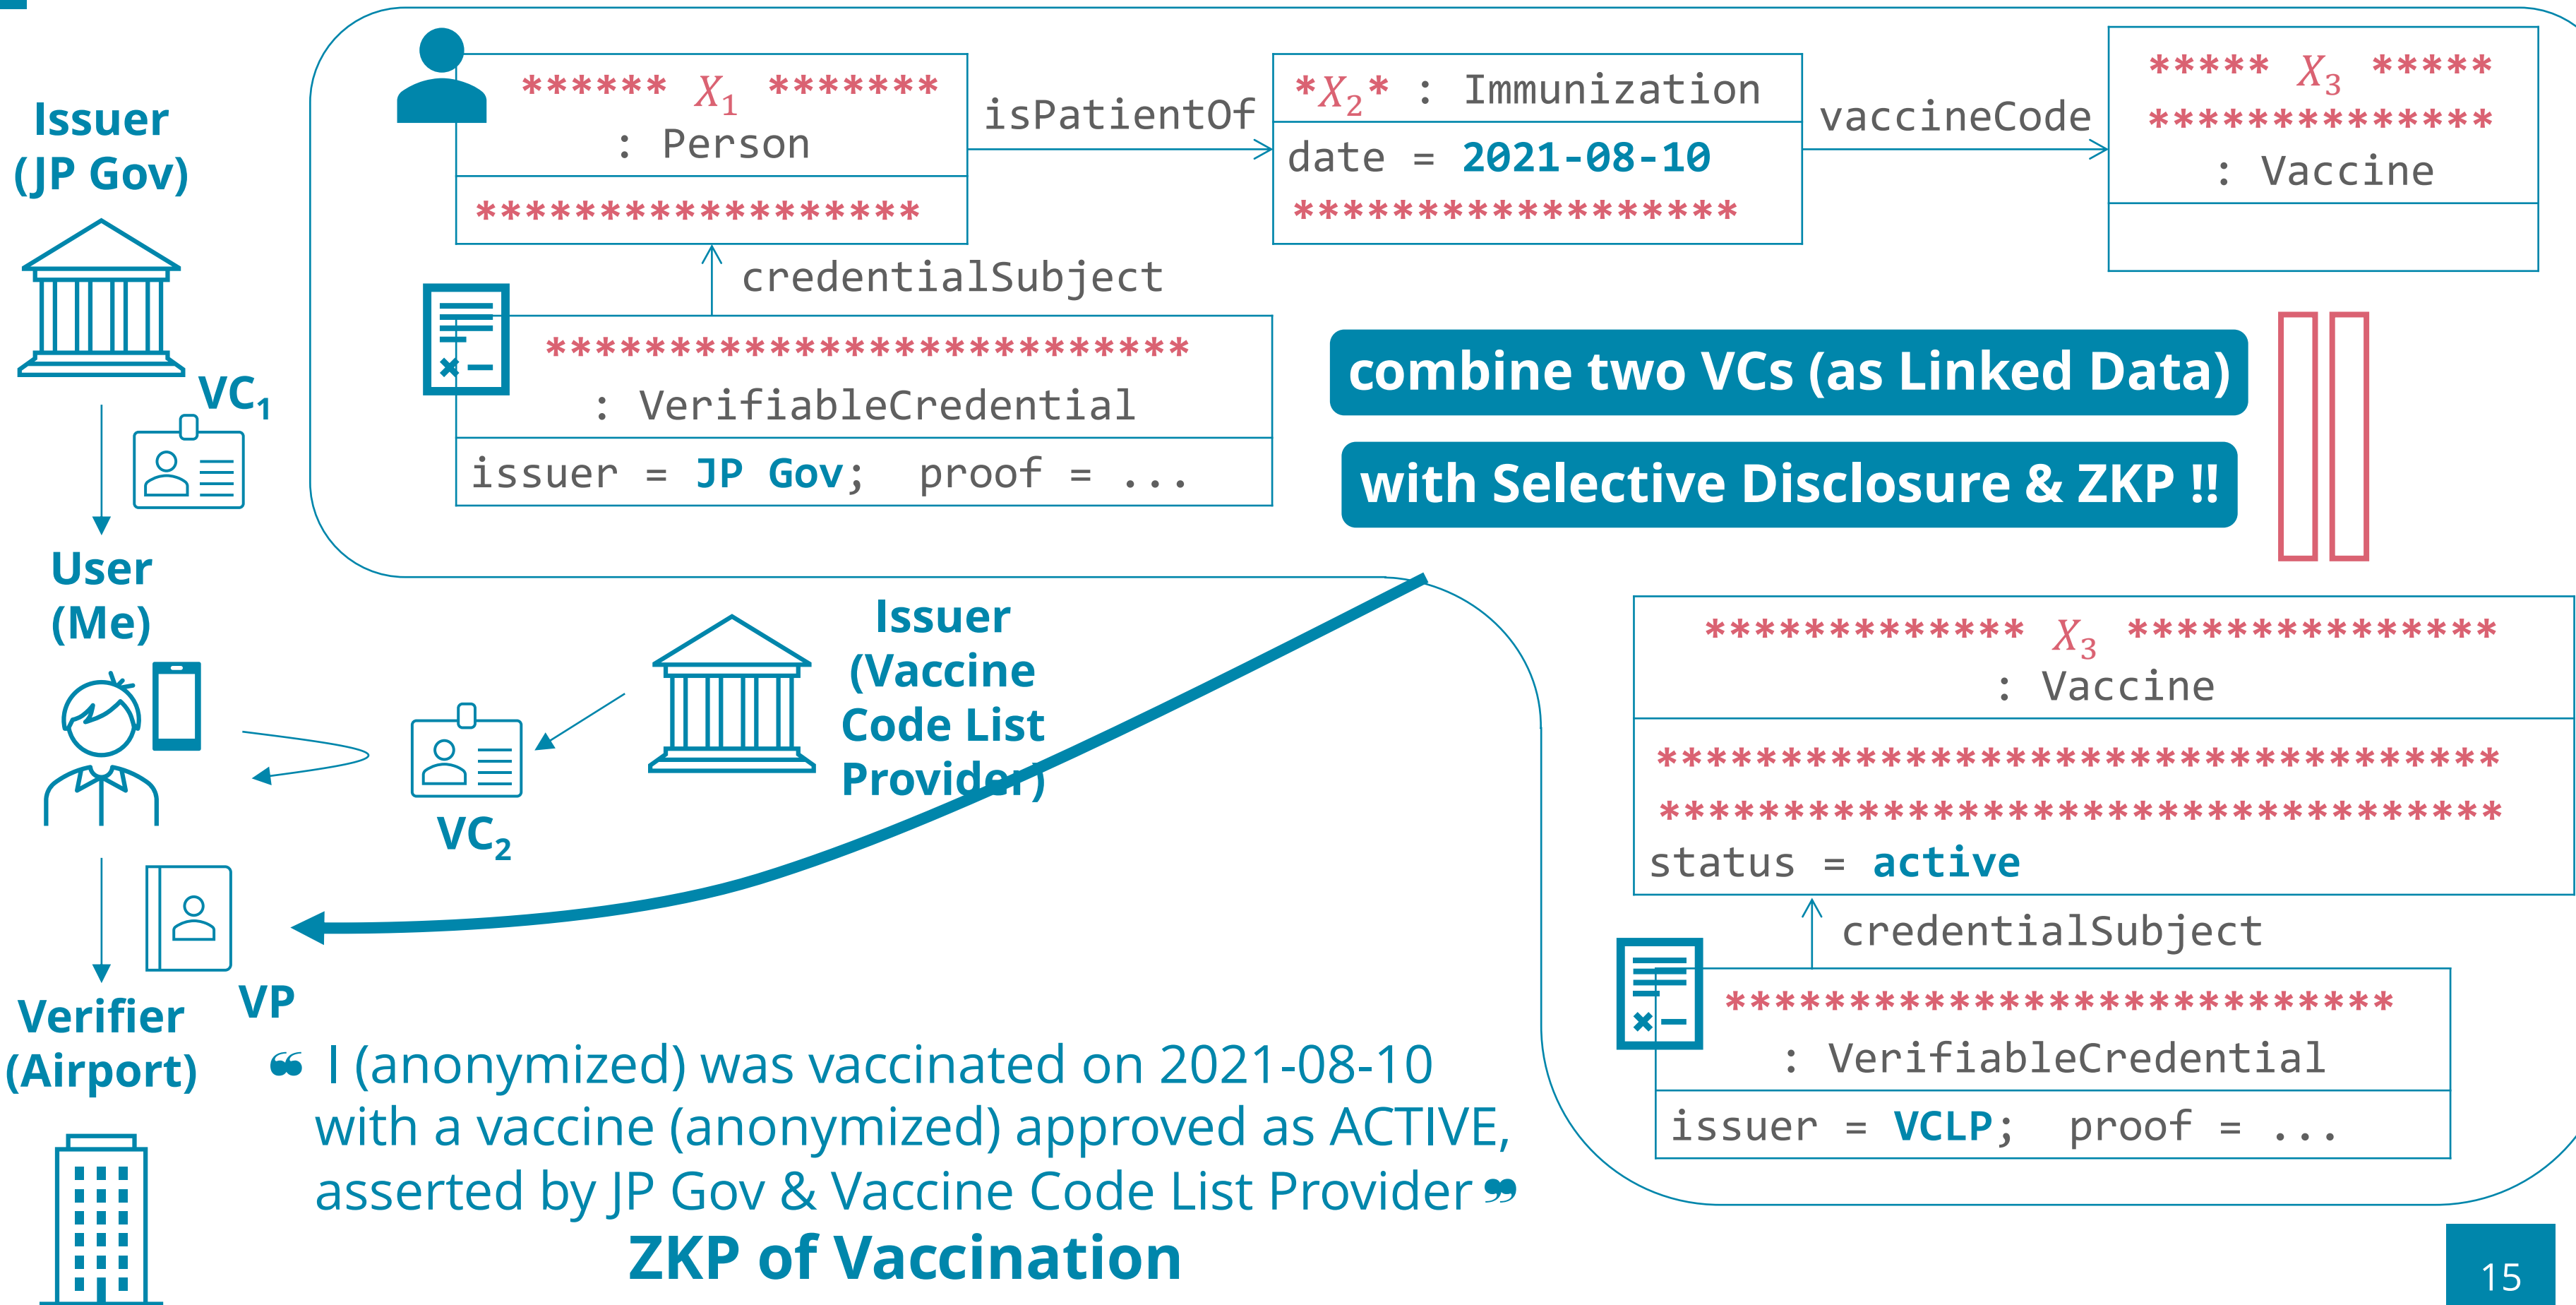 Issuer
(JP Gov)
VC₁
User
(Me)
Issuer
(Vaccine
Code List
Provider)
VC₂
VP
Verifier
(Airport)
****** X₁ *******
: Person
******************
isPatientOf
*X₂* : Immunization
date = 2021-08-10
******************
vaccineCode
***** X₃ *****
**************
: Vaccine
credentialSubject
**************************
: VerifiableCredential
issuer = JP Gov; proof = ...
combine two VCs (as Linked Data)
with Selective Disclosure & ZKP !!
************* X₃ ***************
: Vaccine
**********************************
**********************************
status = active
credentialSubject
***************************
: VerifiableCredential
issuer = VCLP; proof = ...
❝ I (anonymized) was vaccinated on 2021-08-10
with a vaccine (anonymized) approved as ACTIVE,
asserted by JP Gov & Vaccine Code List Provider ❞
ZKP of Vaccination
15